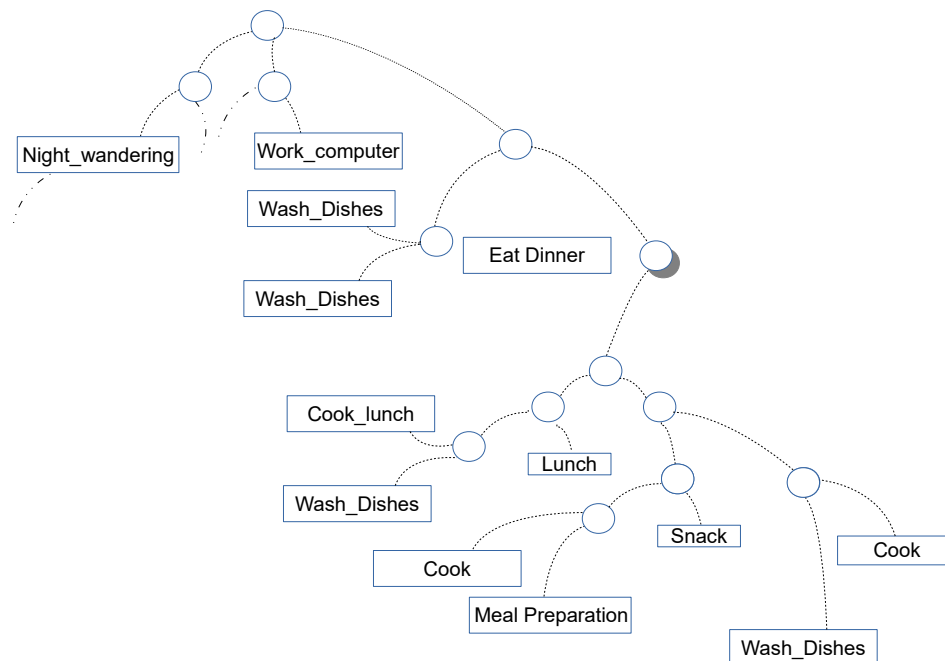 Night_wandering
Work_computer
Wash_Dishes
Eat Dinner
Wash_Dishes
Cook_lunch
Lunch
Wash_Dishes
Snack
Cook
Cook
Meal Preparation
Wash_Dishes